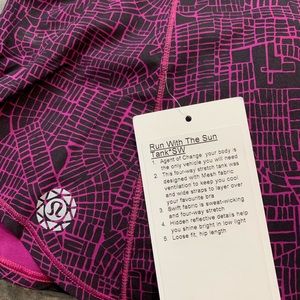 Run With The Sun
Tank*SW
1. Agent of Change: your body is
the only vehicle you will need
2. This four-way stretch tank was
designed with Mesh fabric
ventilation to keep you cool
and wide straps to layer over
your favourite bra
3. Swift fabric is sweat-wicking
and four-way stretch
4. Hidden reflective details help
you shine bright in low light
5. Loose fit, hip length